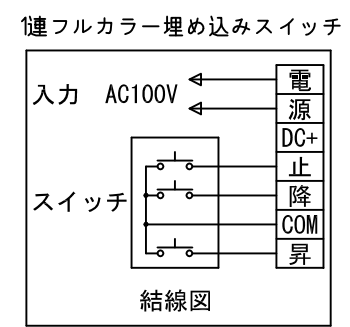 1連フルカラー埋め込みスイッチ
入力 AC100V
電
源
DC+
止
スイッチ
降
COM
昇
結線図